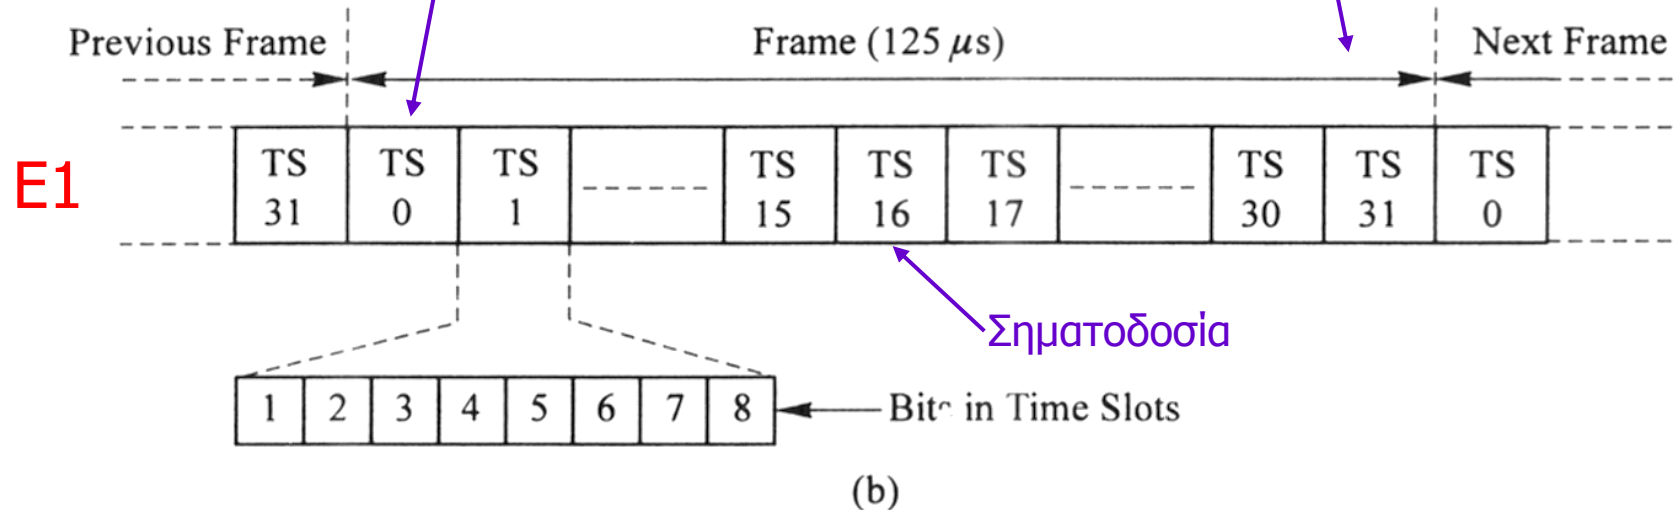 Previous Frame Frame (125 μs) Next Frame
E1
TS TS TS TS TS TS TS TS TS
31 0 1 15 16 17 30 31 0
Σηματοδοσία
1 2 3 4 5 6 7 8 in Time Slots
(b)